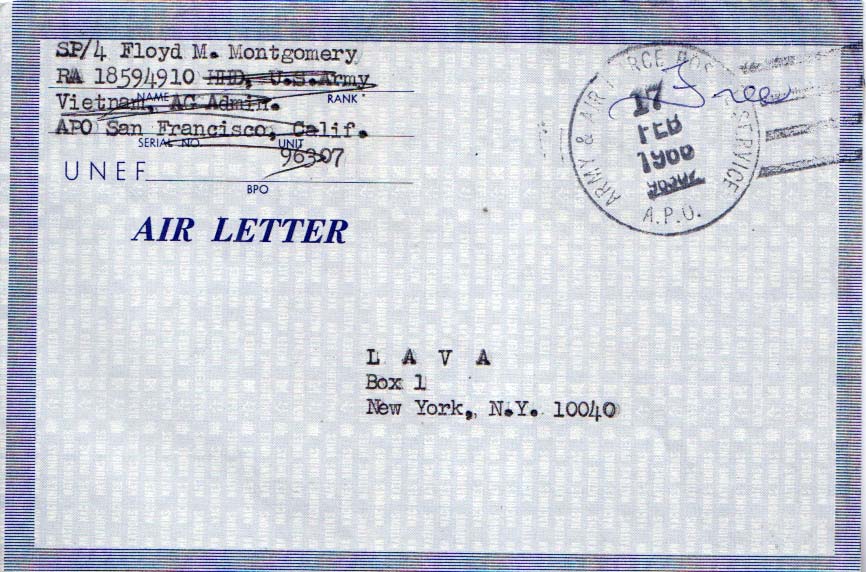 SP/4 Floyd M. Montgomery
RA 18594910 HHD, U.S. Army
NAME
RANK
Vietnam, AG Admin.
APO San Francisco, Calif.
SERIAL NO.
UNIT
96307
UNEF
BPO
AIR LETTER
ARMY & AIR FORCE POSTAL SERVICE
A.P.O.
17
FEB
Free
L A V A
Box 1
New York, N.Y. 10040